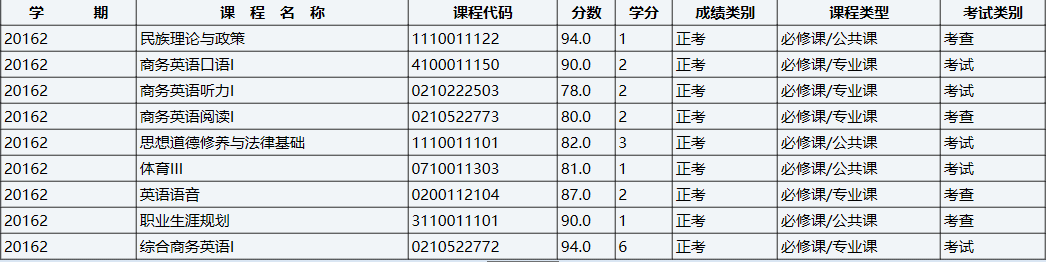 学 期 课 程 名 称 课程代码 分数 学分 成绩类别 课程类型 考试类别
20162 民族理论与政策 1110011122 94.0 1 正考 必修课/公共课 考查
20162 商务英语口语I 4100011150 90.0 2 正考 必修课/专业课 考试
20162 商务英语听力I 0210222503 78.0 2 正考 必修课/专业课 考试
20162 商务英语阅读I 0210522773 80.0 2 正考 必修课/专业课 考查
20162 思想道德修养与法律基础 1110011101 82.0 3 正考 必修课/公共课 考试
20162 体育III 0710011303 81.0 1 正考 必修课/公共课 考试
20162 英语语音 0200112104 87.0 2 正考 必修课/专业课 考查
20162 职业生涯规划 3110011101 90.0 1 正考 必修课/公共课 考查
20162 综合商务英语I 0210522772 94.0 6 正考 必修课/专业课 考试